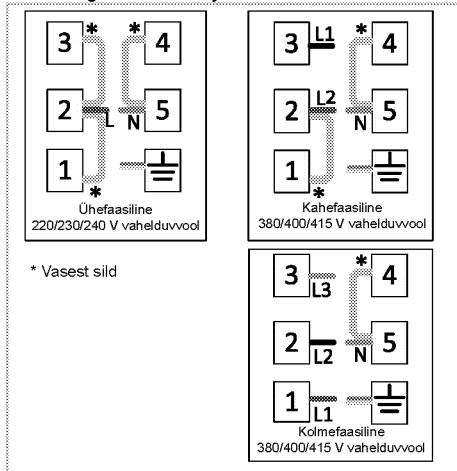 3 * * 4
2 L N 5
1 *
Ühefaasiline
220/230/240 V vahelduvvool
3 L1 * 4
2 L2 N 5
1 *
Kahefaasiline
380/400/415 V vahelduvvool
* Vasest sild
3 L3 * 4
2 L2 N 5
1 L1
Kolmefaasiline
380/400/415 V vahelduvvool